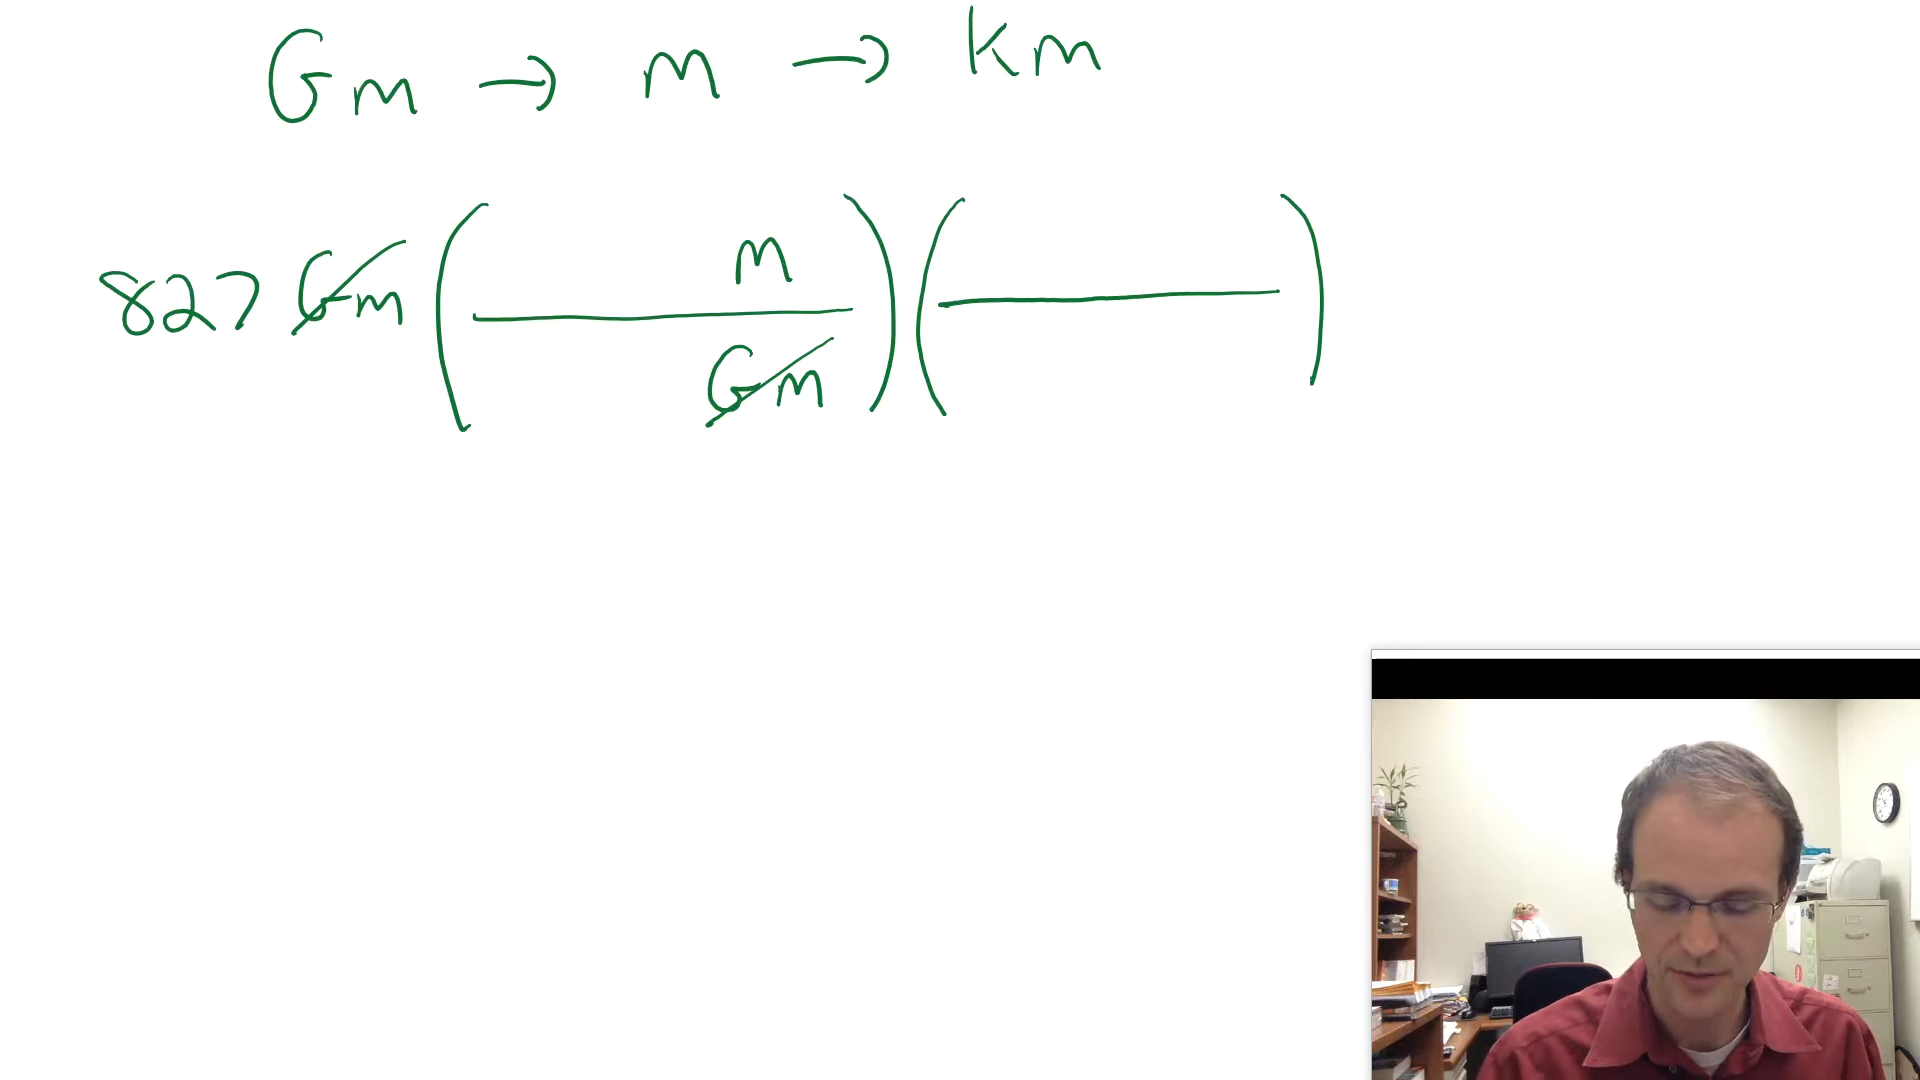 Gm → m → km
827 Gm ( m / Gm ) ( )